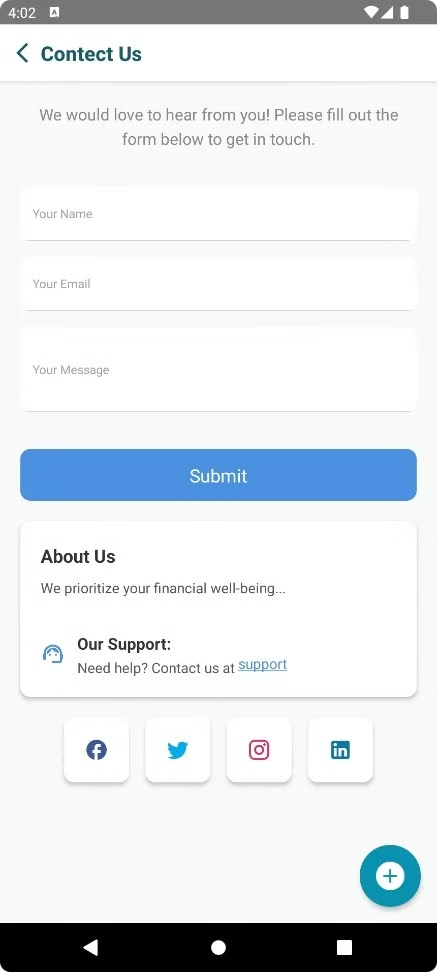 4:02
Contect Us
We would love to hear from you! Please fill out the
form below to get in touch.
Your Name
Your Email
Your Message
Submit
About Us
We prioritize your financial well-being...
Our Support:
Need help? Contact us at support